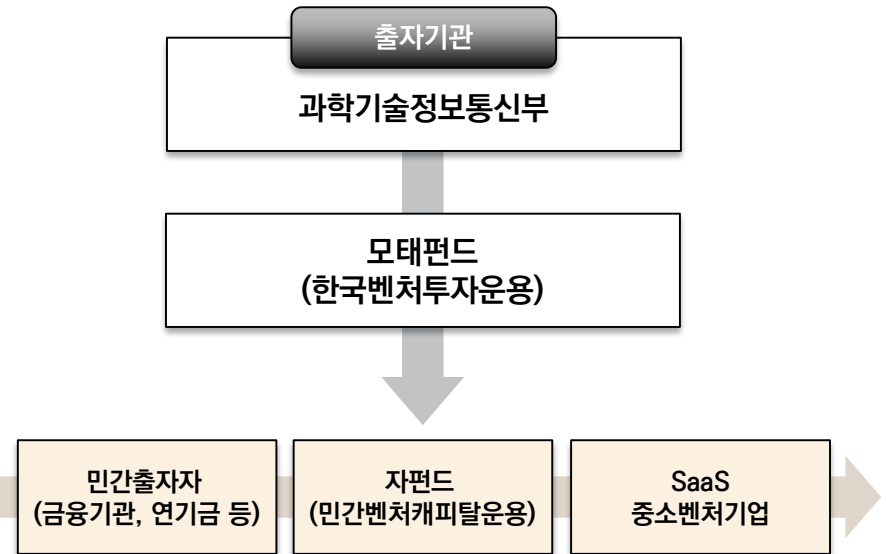 출자기관
과학기술정보통신부
모태펀드
(한국벤처투자운용)
민간출자자
(금융기관, 연기금 등)
자펀드
(민간벤처캐피탈운용)
SaaS
중소벤처기업